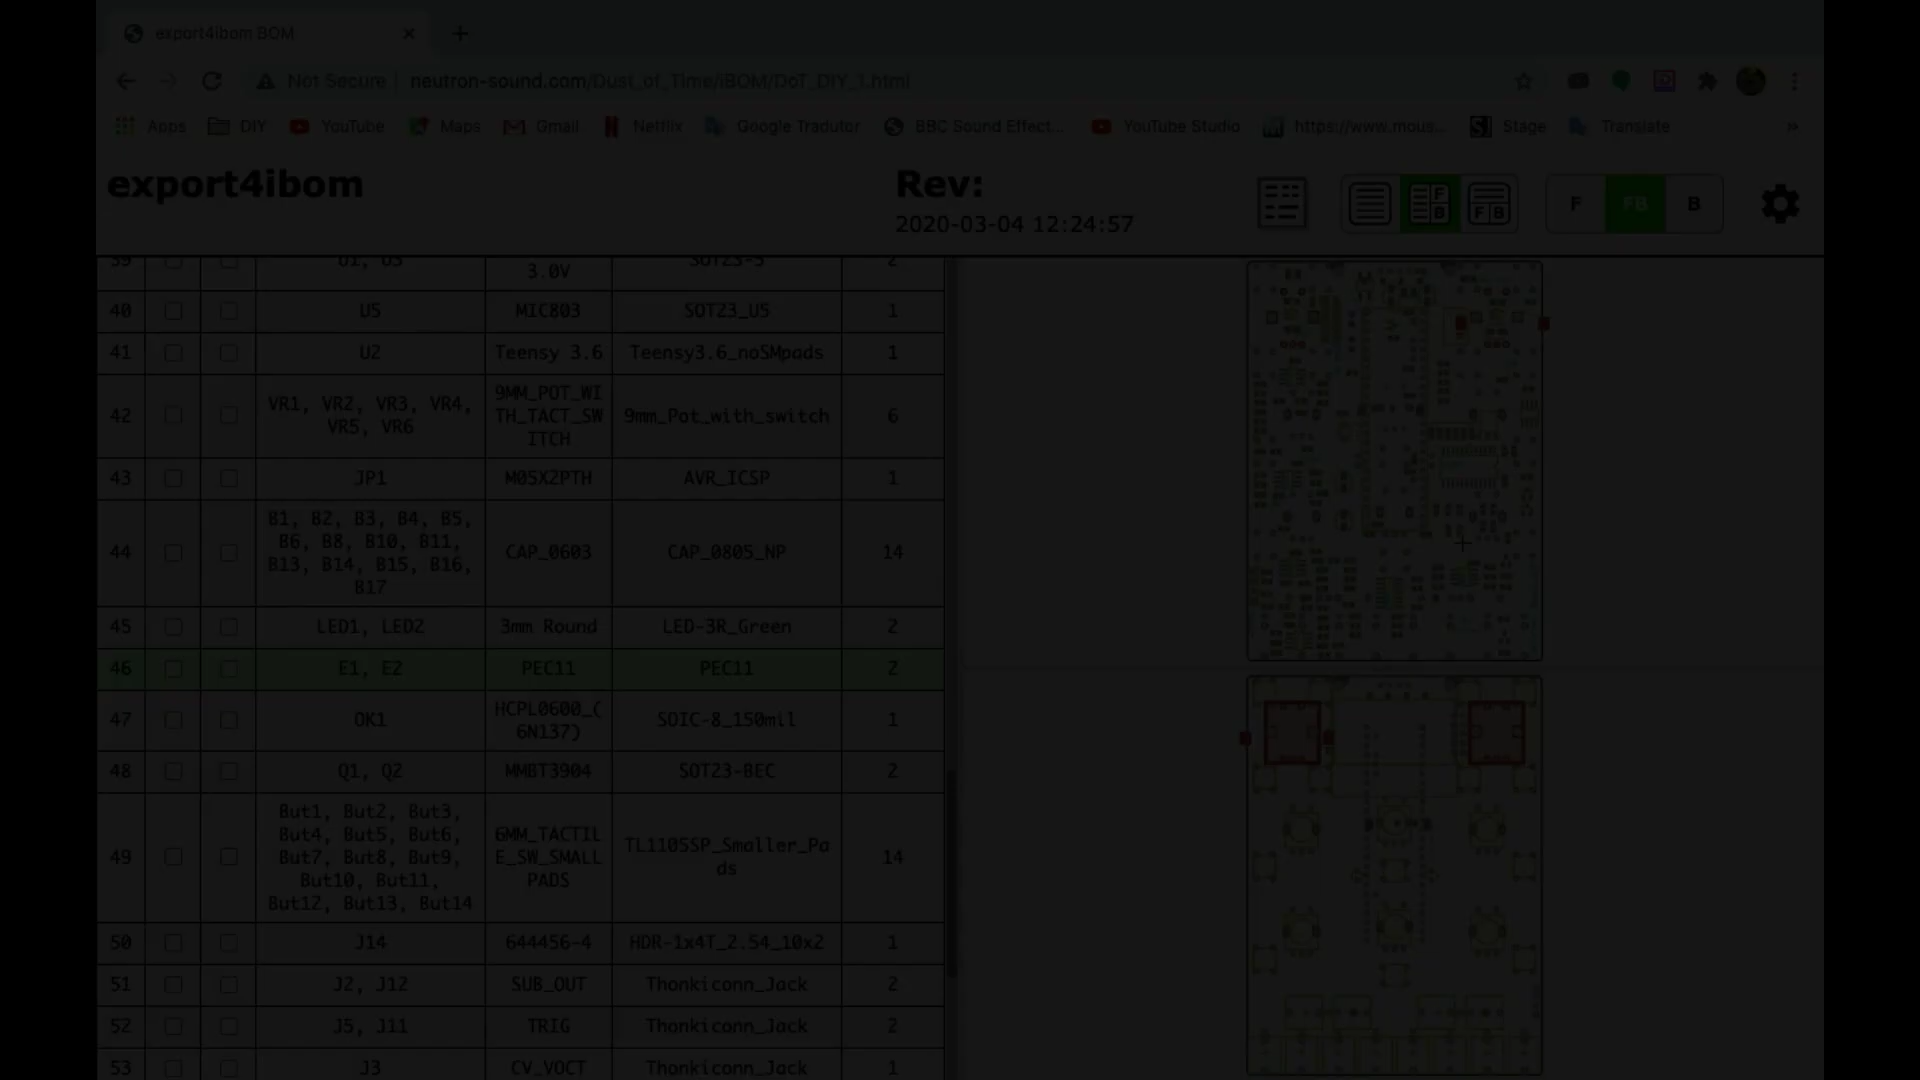 export4ibom BOM
Not Secure neutron-sound.com/Dust_of_Time/iBOM/DoT_DIY_1.html
Apps DIY YouTube Maps Gmail Netflix Google Tradutor BBC Sound Effect... YouTube Studio https://www.mous... Stage Translate »
export4ibom Rev:
2020-03-04 12:24:57
F B F B F FB B
39 U1, U3 3.0V SOT23-5 2
40 U5 MIC803 SOT23_U5 1
41 U2 Teensy 3.6 Teensy3.6_noSMpads 1
42 VR1, VR2, VR3, VR4, VR5, VR6 9MM_POT_WITH_TACT_SWITCH 9mm_Pot_with_switch 6
43 JP1 M05X2PTH AVR_ICSP 1
44 B1, B2, B3, B4, B5, B6, B8, B10, B11, B13, B14, B15, B16, B17 CAP_0603 CAP_0805_NP 14
45 LED1, LED2 3mm Round LED-3R_Green 2
46 E1, E2 PEC11 PEC11 2
47 OK1 HCPL0600_(6N137) SOIC-8_150mil 1
48 Q1, Q2 MMBT3904 SOT23-BEC 2
49 But1, But2, But3, But4, But5, But6, But7, But8, But9, But10, But11, But12, But13, But14 6MM_TACTILE_SW_SMALLPADS TL1105SP_Smaller_Pads 14
50 J14 644456-4 HDR-1x4T_2.54_10x2 1
51 J2, J12 SUB_OUT Thonkiconn_Jack 2
52 J5, J11 TRIG Thonkiconn_Jack 2
53 J3 CV_VOCT Thonkiconn_Jack 1